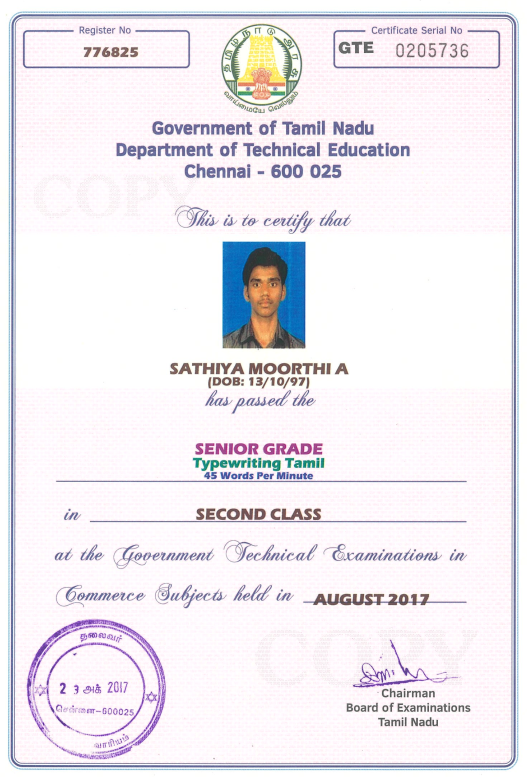 Register No
776825
Certificate Serial No
GTE 0205736
தமிழ்நாடு அரசு
வாய்மையே வெல்லும்
Government of Tamil Nadu
Department of Technical Education
Chennai - 600 025
COPY
This is to certify that
SATHIYA MOORTHI A
(DOB: 13/10/97)
has passed the
SENIOR GRADE
Typewriting Tamil
45 Words Per Minute
in SECOND CLASS
at the Government Technical Examinations in
Commerce Subjects held in AUGUST 2017
COPY
தலைவர்
2 3 அக் 2017
சென்னை-600025
வாரியம்
Chairman
Board of Examinations
Tamil Nadu